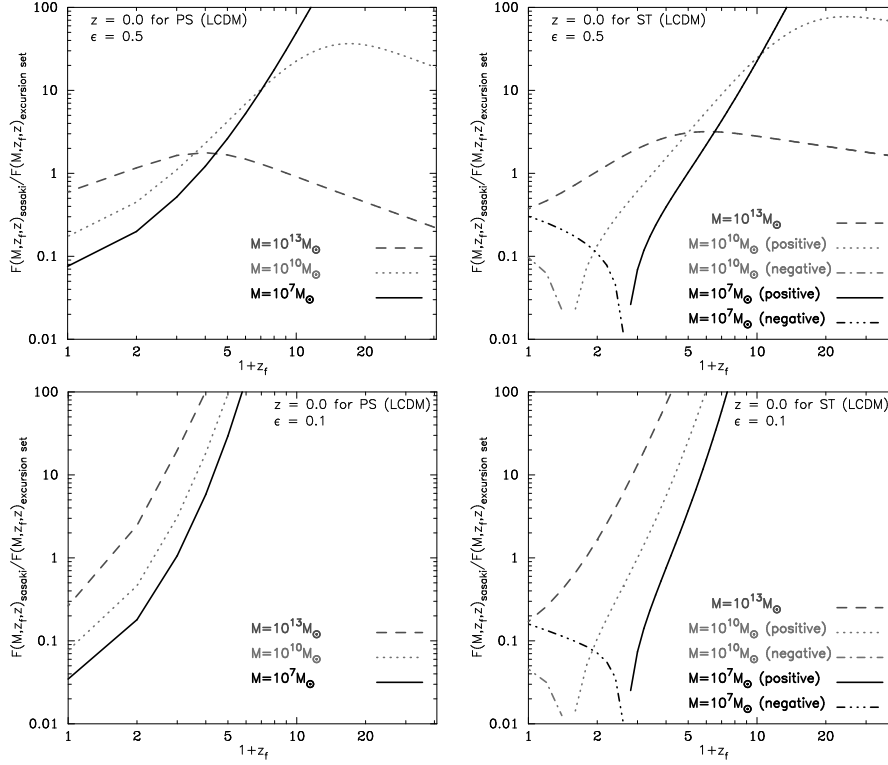 z = 0.0 for PS (LCDM)
ϵ = 0.5
F(M,z_f,z)_sasaki/F(M,z_f,z)_excursion set
100
10
1
0.1
0.01
M=10^13M_⊙
M=10^10M_⊙
M=10^7M_⊙
1 2 5 10 20
1+z_f
z = 0.0 for ST (LCDM)
ϵ = 0.5
F(M,z_f,z)_sasaki/F(M,z_f,z)_excursion set
100
10
1
0.1
0.01
M=10^13M_⊙
M=10^10M_⊙ (positive)
M=10^10M_⊙ (negative)
M=10^7M_⊙ (positive)
M=10^7M_⊙ (negative)
1 2 5 10 20
1+z_f
z = 0.0 for PS (LCDM)
ϵ = 0.1
F(M,z_f,z)_sasaki/F(M,z_f,z)_excursion set
100
10
1
0.1
0.01
M=10^13M_⊙
M=10^10M_⊙
M=10^7M_⊙
1 2 5 10 20
1+z_f
z = 0.0 for ST (LCDM)
ϵ = 0.1
F(M,z_f,z)_sasaki/F(M,z_f,z)_excursion set
100
10
1
0.1
0.01
M=10^13M_⊙
M=10^10M_⊙ (positive)
M=10^10M_⊙ (negative)
M=10^7M_⊙ (positive)
M=10^7M_⊙ (negative)
1 2 5 10 20
1+z_f